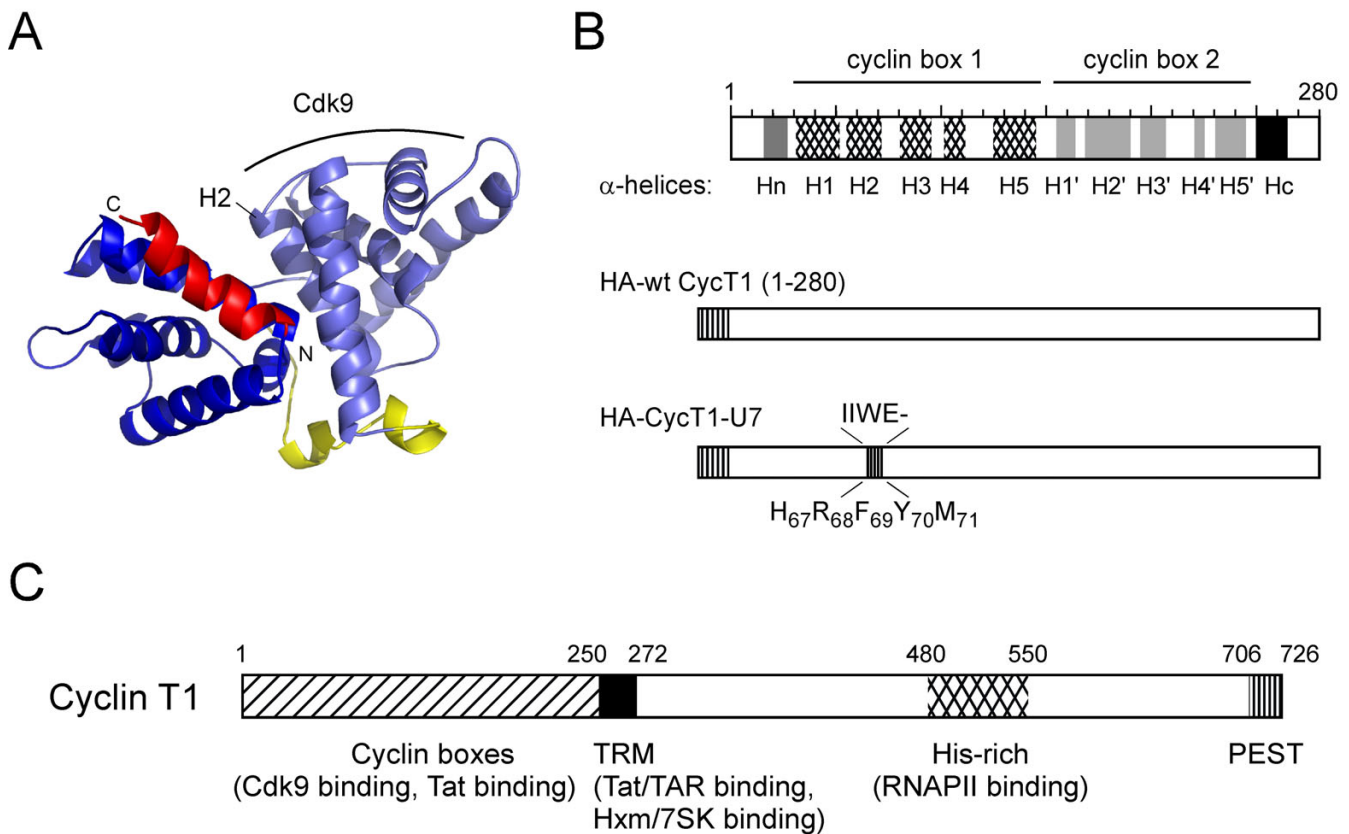 A
Cdk9
H2
C
N
B
cyclin box 1 cyclin box 2
1 280
α-helices: Hn H1 H2 H3 H4 H5 H1' H2' H3' H4' H5' Hc
HA-wt CycT1 (1-280)
HA-CycT1-U7 IIWE-
H67R68F69Y70M71
C
1 250 272 480 550 706 726
Cyclin T1
Cyclin boxes TRM His-rich PEST
(Cdk9 binding, Tat binding) (Tat/TAR binding, (RNAPII binding)
Hxm/7SK binding)